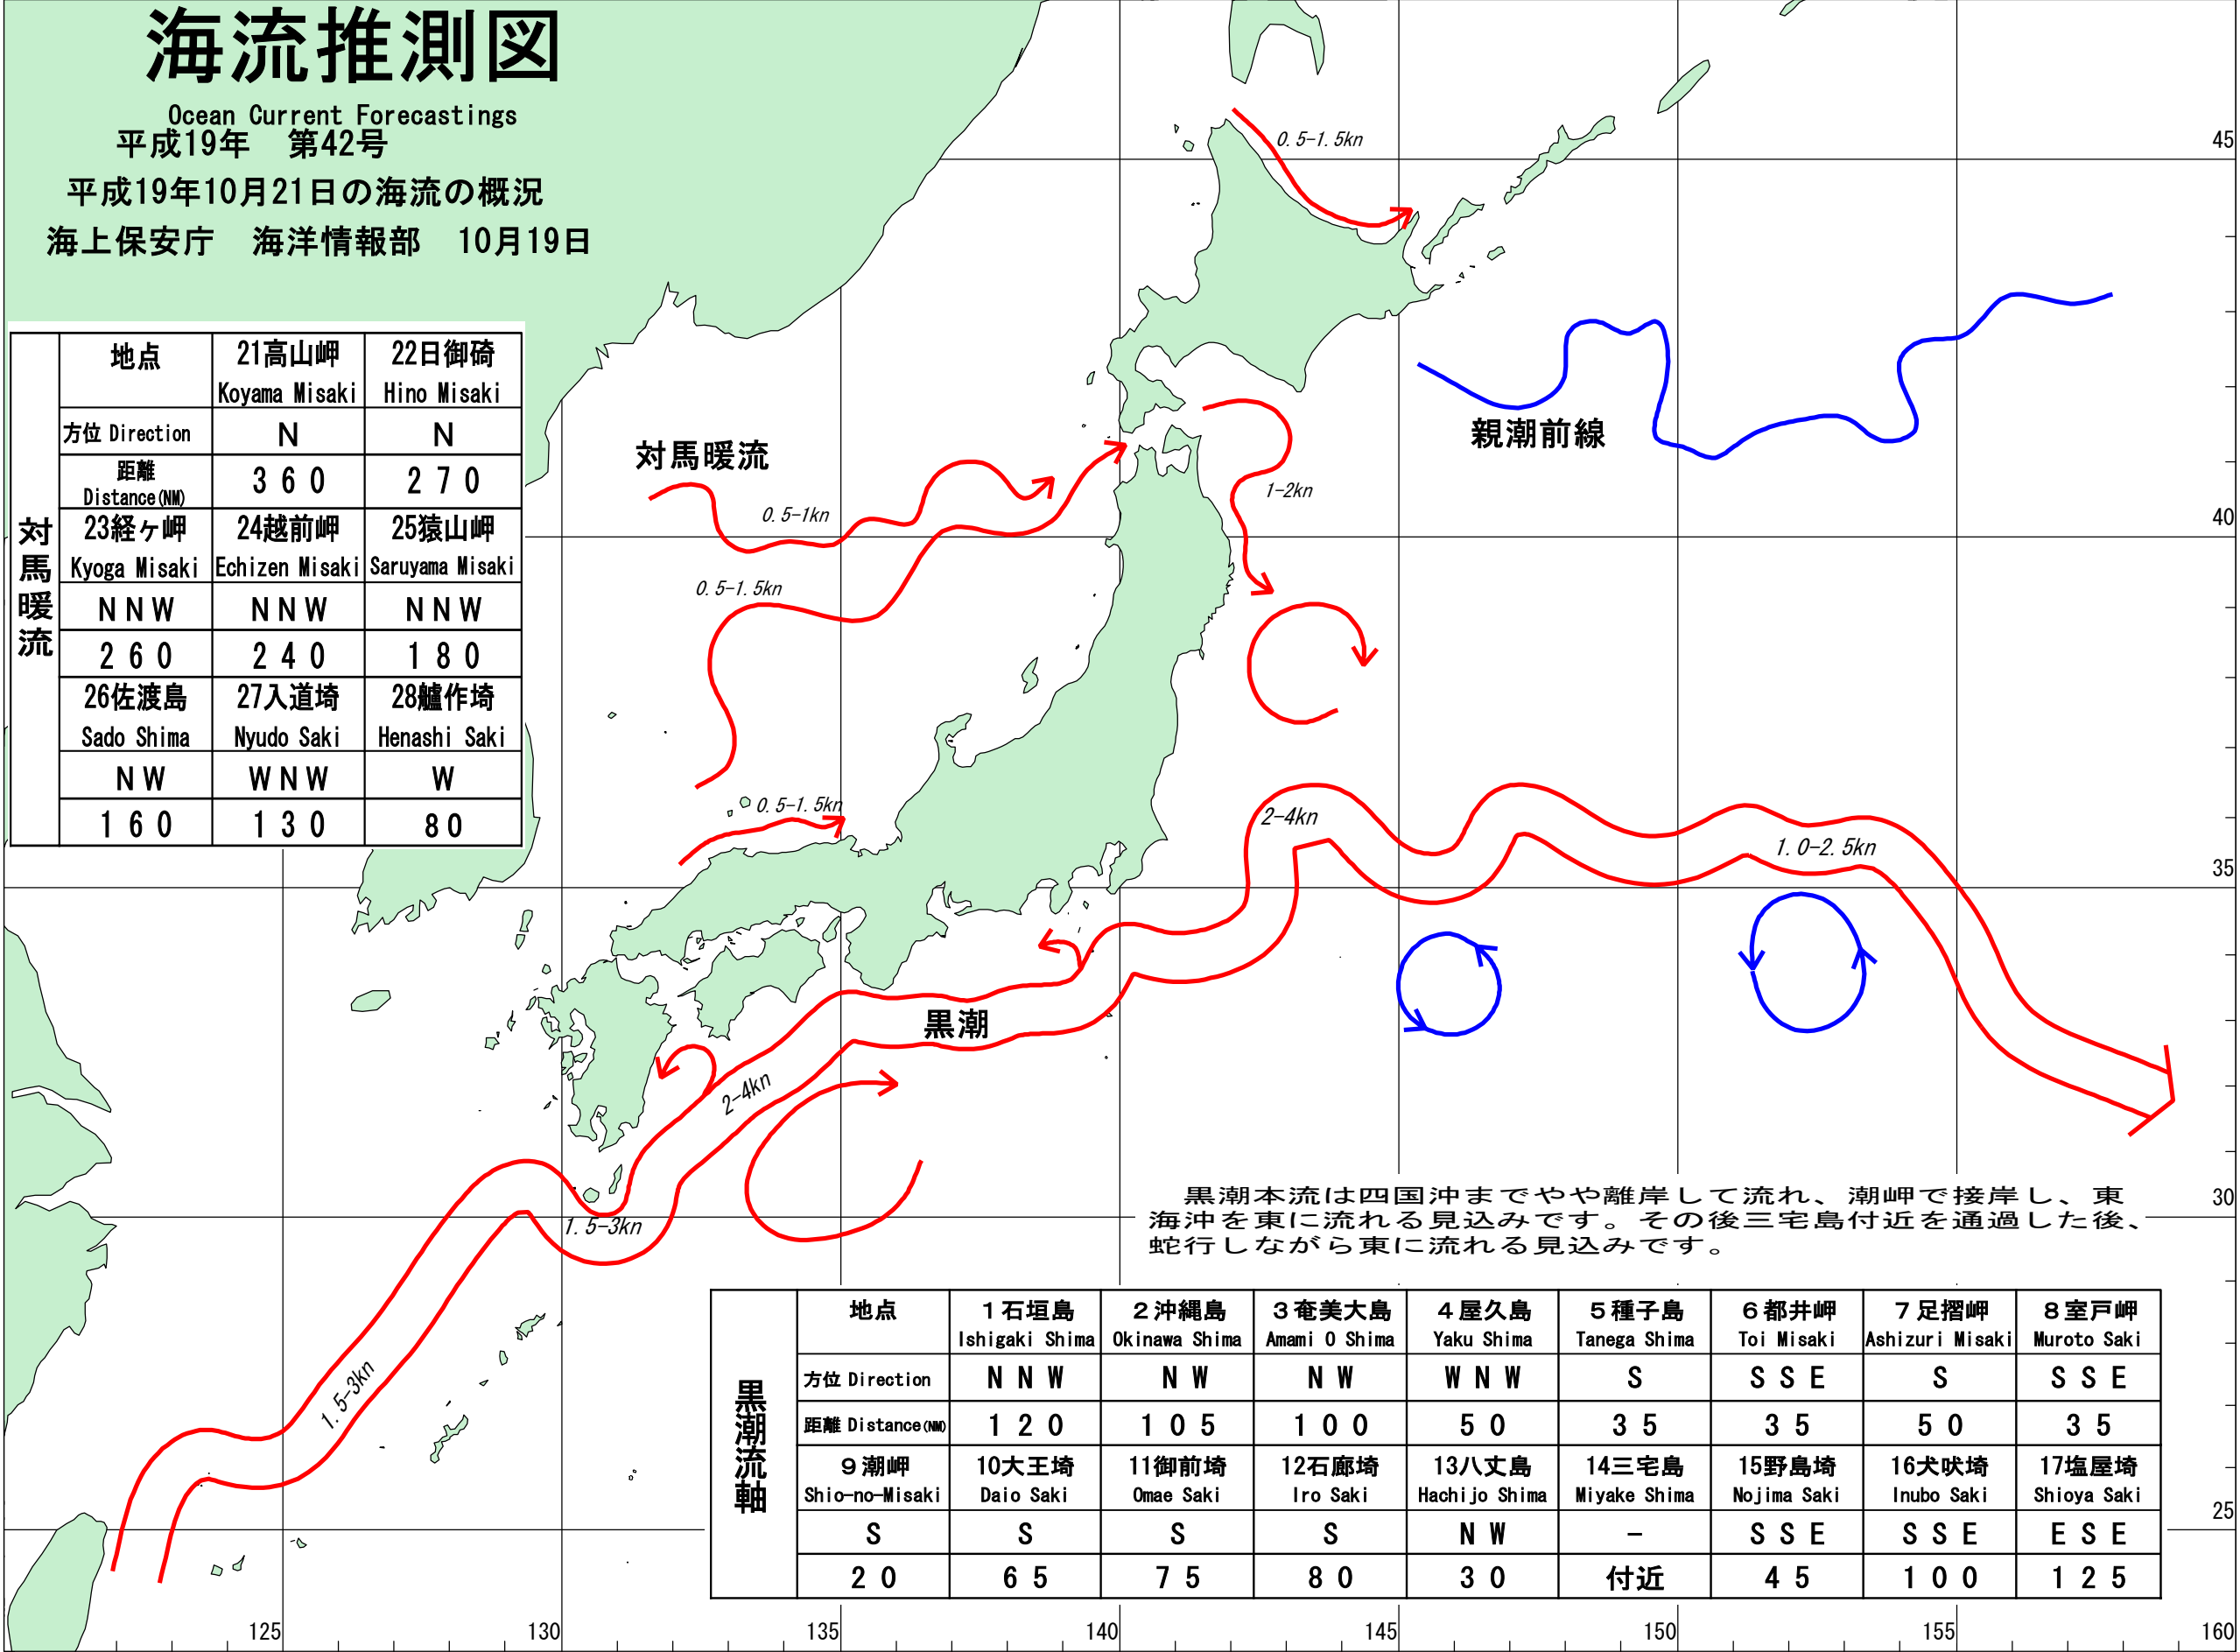 海流推測図
Ocean Current Forecastings
平成19年　第42号
平成19年10月21日の海流の概況
海上保安庁　海洋情報部　10月19日
対馬暖流
地点 21高山岬 22日御碕
Koyama Misaki Hino Misaki
方位 Direction N N
距離 Distance(NM) 360 270
23経ヶ岬 24越前岬 25猿山岬
Kyoga Misaki Echizen Misaki Saruyama Misaki
NNW NNW NNW
260 240 180
26佐渡島 27入道埼 28艫作埼
Sado Shima Nyudo Saki Henashi Saki
NW WNW W
160 130 80
0.5-1.5kn
45
対馬暖流
親潮前線
1-2kn
0.5-1kn
40
0.5-1.5kn
0.5-1.5kn
2-4kn
1.0-2.5kn
35
黒潮
2-4kn
30
1.5-3kn
黒潮本流は四国沖までやや離岸して流れ、潮岬で接岸し、東
海沖を東に流れる見込みです。その後三宅島付近を通過した後、
蛇行しながら東に流れる見込みです。
1.5-3kn
黒潮流軸
地点 1石垣島 2沖縄島 3奄美大島 4屋久島 5種子島 6都井岬 7足摺岬 8室戸岬
Ishigaki Shima Okinawa Shima Amami O Shima Yaku Shima Tanega Shima Toi Misaki Ashizuri Misaki Muroto Saki
方位 Direction NNW NW NW WNW S SSE S SSE
距離 Distance(NM) 120 105 100 50 35 35 50 35
9潮岬 10大王埼 11御前埼 12石廊埼 13八丈島 14三宅島 15野島埼 16犬吠埼 17塩屋埼
Shio-no-Misaki Daio Saki Omae Saki Iro Saki Hachijo Shima Miyake Shima Nojima Saki Inubo Saki Shioya Saki
S S S S NW - SSE SSE ESE
20 65 75 80 30 付近 45 100 125
25
125 130 135 140 145 150 155 160